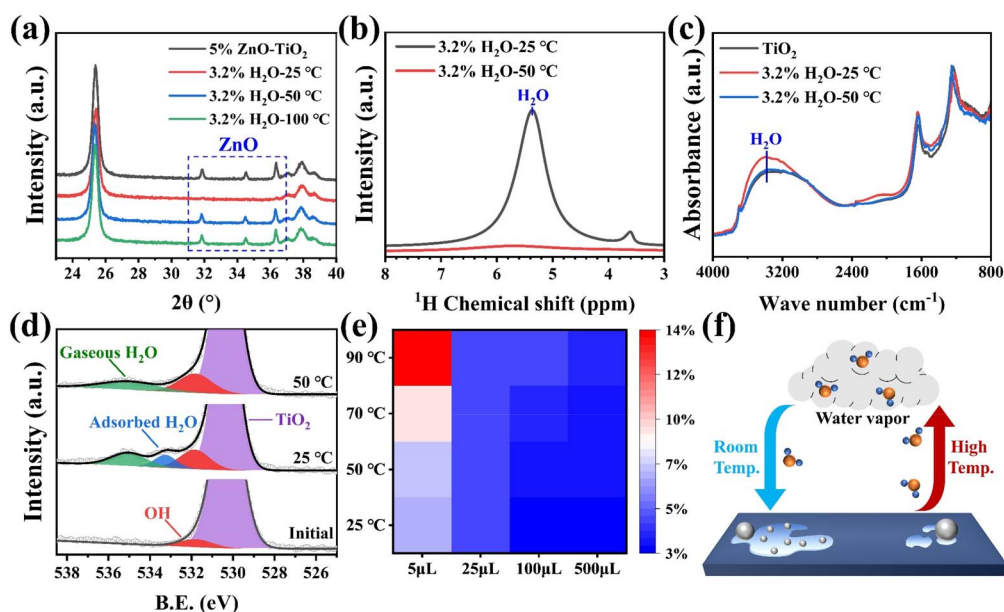 (a)
5% ZnO-TiO₂
3.2% H₂O-25 °C
3.2% H₂O-50 °C
3.2% H₂O-100 °C
ZnO
Intensity (a.u.)
24 26 28 30 32 34 36 38 40
2θ (°)
(b)
3.2% H₂O-25 °C
3.2% H₂O-50 °C
H₂O
Intensity (a.u.)
8 7 6 5 4 3
¹H Chemical shift (ppm)
(c)
TiO₂
3.2% H₂O-25 °C
3.2% H₂O-50 °C
H₂O
Absorbance (a.u.)
4000 3200 2400 1600 800
Wave number (cm⁻¹)
(d)
Gaseous H₂O
50 °C
Adsorbed H₂O
TiO₂
25 °C
OH
Initial
Intensity (a.u.)
538 536 534 532 530 528 526
B.E. (eV)
(e)
90 °C
70 °C
50 °C
25 °C
5μL 25μL 100μL 500μL
14%
13%
10%
7%
6%
5%
3%
(f)
Water vapor
Room
Temp.
High
Temp.